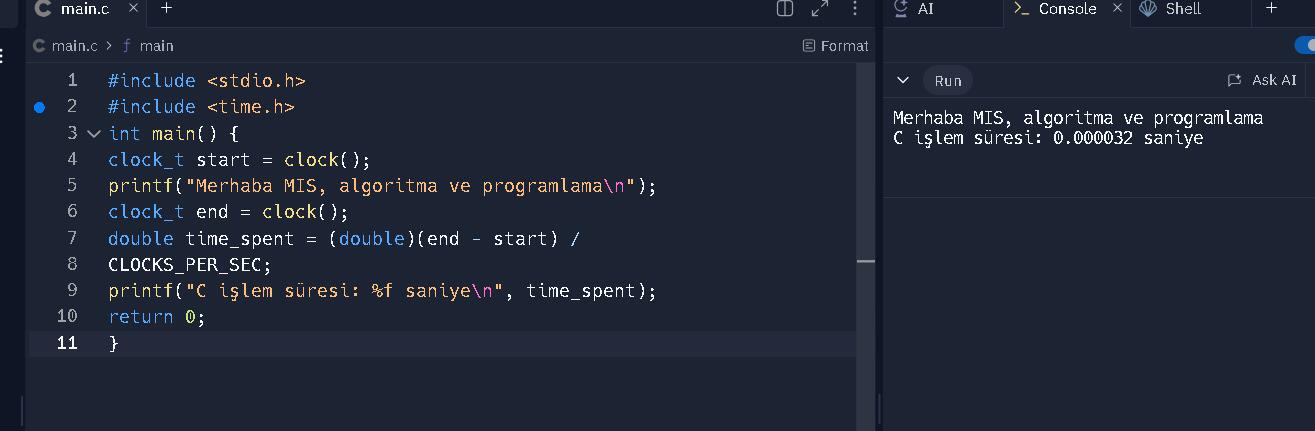 main.c × +
main.c > f main
Format
1 #include <stdio.h>
2 #include <time.h>
3 int main() {
4 clock_t start = clock();
5 printf("Merhaba MIS, algoritma ve programlama\n");
6 clock_t end = clock();
7 double time_spent = (double)(end - start) /
8 CLOCKS_PER_SEC;
9 printf("C işlem süresi: %f saniye\n", time_spent);
10 return 0;
11 }
AI
>_ Console ×
Shell
+
Run
Ask AI
Merhaba MIS, algoritma ve programlama
C işlem süresi: 0.000032 saniye